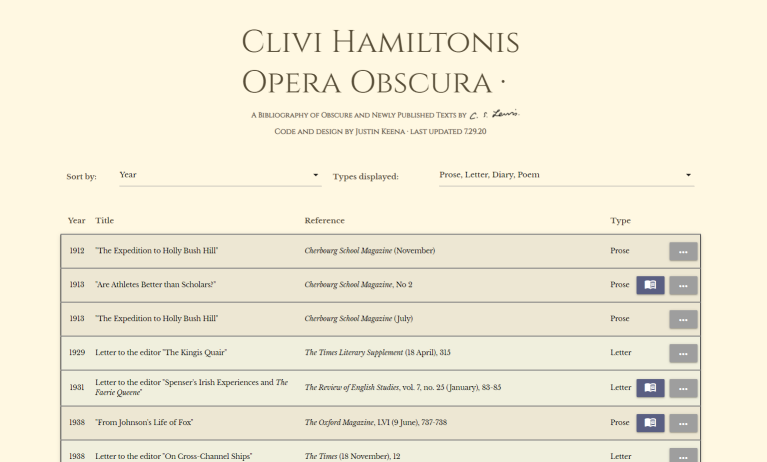 CLIVI HAMILTONIS
OPERA OBSCURA ·
A BIBLIOGRAPHY OF OBSCURE AND NEWLY PUBLISHED TEXTS BY C. S. Lewis.
CODE AND DESIGN BY JUSTIN KEENA · LAST UPDATED 7.29.20
Sort by: Year Types displayed: Prose, Letter, Diary, Poem
Year Title Reference Type
1912 "The Expedition to Holly Bush Hill" Cherbourg School Magazine (November) Prose ...
1913 "Are Athletes Better than Scholars?" Cherbourg School Magazine, No 2 Prose ...
1913 "The Expedition to Holly Bush Hill" Cherbourg School Magazine (July) Prose ...
1929 Letter to the editor "The Kingis Quair" The Times Literary Supplement (18 April), 315 Letter ...
1931 Letter to the editor "Spenser's Irish Experiences and The Faerie Queene" The Review of English Studies, vol. 7, no. 25 (January), 83-85 Letter ...
1938 "From Johnson's Life of Fox" The Oxford Magazine, LVI (9 June), 737-738 Prose ...
1938 Letter to the editor "On Cross-Channel Ships" The Times (18 November), 12 Letter ...